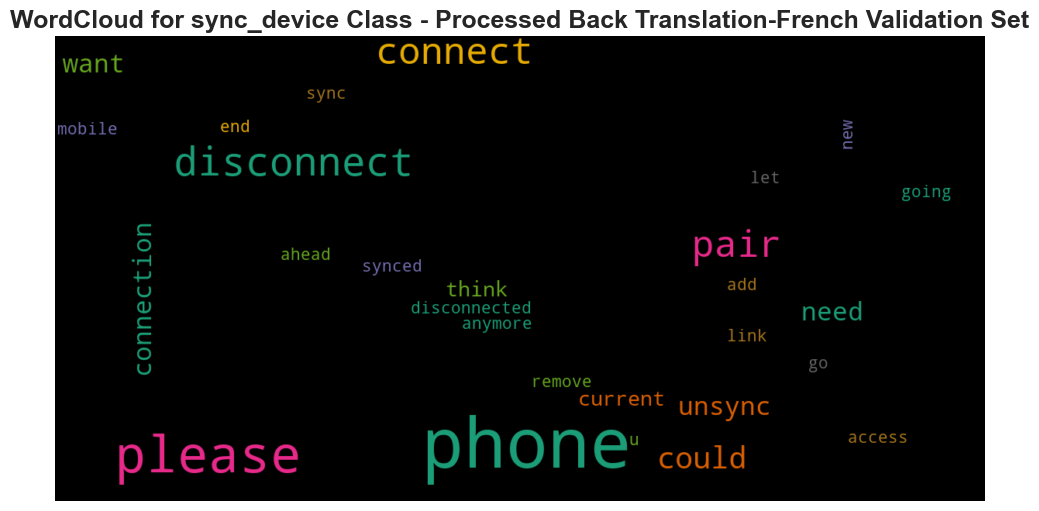 WordCloud for sync_device Class - Processed Back Translation-French Validation Set
connect
want
sync
mobile
end
new
disconnect
let
going
connection
pair
ahead
synced
think
add
disconnected
need
anymore
link
go
remove
current
unsync
phone
u
access
please
could